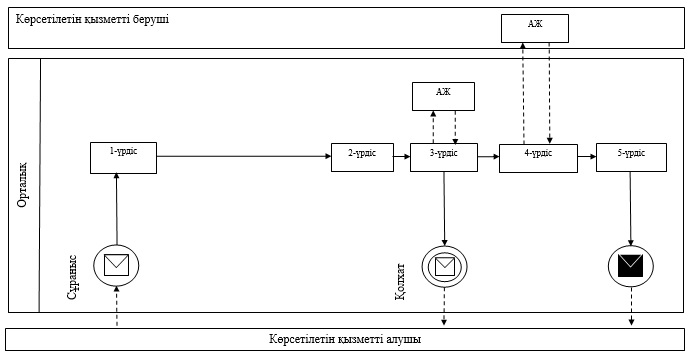 Көрсетілетін қызметті беруші
АЖ
АЖ
1-үрдіс
2-үрдіс
3-үрдіс
4-үрдіс
5-үрдіс
Орталық
Сұраныс
Қолхат
Көрсетілетін қызметті алушы